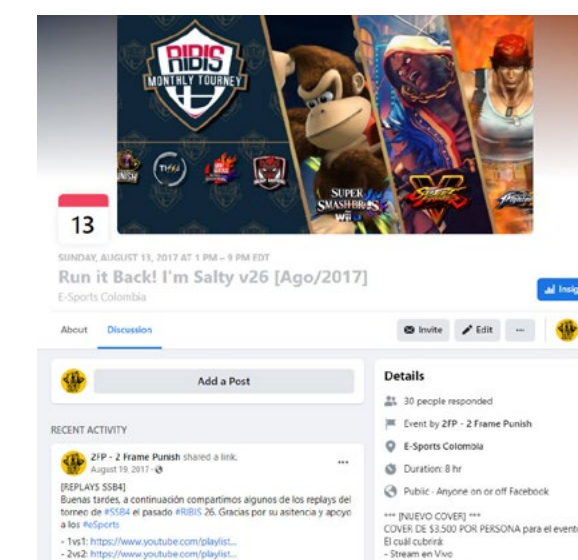 RIBIS
MONTHLY TOURNEY
SUPER
SMASH BROS
Wii U
STREET FIGHTER
V
13
SUNDAY, AUGUST 13, 2017 AT 1 PM – 9 PM EDT
Run it Back! I'm Salty v26 [Ago/2017]
E-Sports Colombia
About Discussion
Invite Edit ...
Insig
Add a Post
RECENT ACTIVITY
2FP - 2 Frame Punish shared a link.
August 19, 2017
...
[REPLAYS SSB4]
Buenas tardes, a continuación compartimos algunos de los replays del
torneo de #SSB4 el pasado #RIBIS 26. Gracias por su asitencia y apoyo
a los #eSports
- 1vs1: https://www.youtube.com/playlist...
- 2vs2: https://www.youtube.com/playlist...
Details
30 people responded
Event by 2FP - 2 Frame Punish
E-Sports Colombia
Duration: 8 hr
Public · Anyone on or off Facebook
*** [NUEVO COVER] ***
COVER DE $3.500 POR PERSONA para el evento
El cuál cubrirá:
- Stream en Vivo